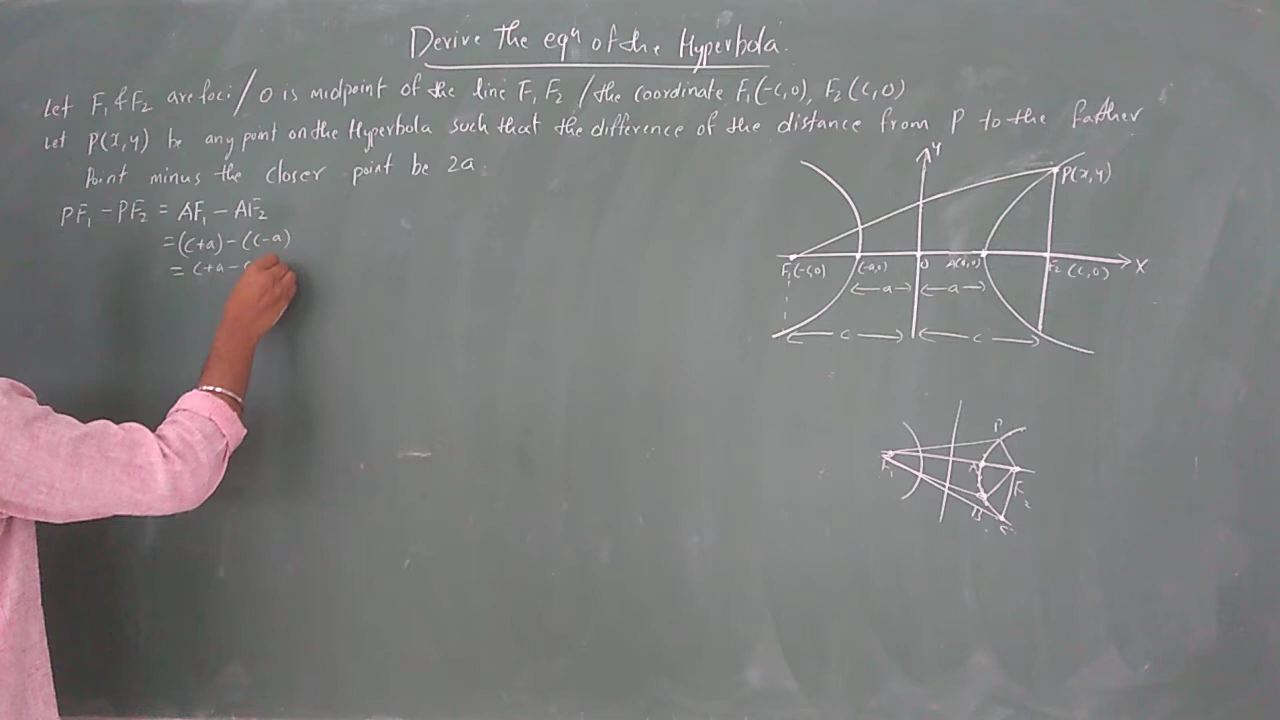 Derive the eqⁿ of the Hyperbola.
Let F₁ & F₂ are foci / O is midpoint of the line F₁ F₂ / the coordinate F₁(-c,0), F₂(c,0)
Let P(x,y) be any point on the Hyperbola such that the difference of the distance from P to the father
Point minus the closer point be 2a.
PF₁ - PF₂ = AF₁ - AF₂
= (c+a) - (c-a)
= c+a -
Y
P(x,y)
F₁(-c,0) (-a,0) O F₂ (c,0) X
a a
c c
P
F₁ A F₂
B